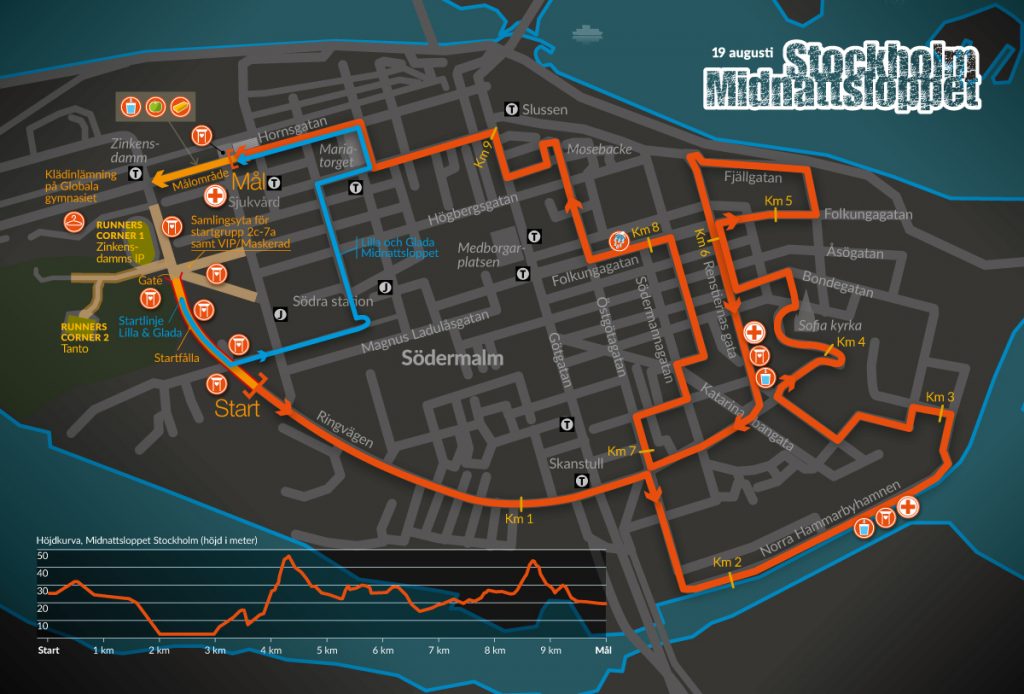 19 augusti
Stockholm
Midnattsloppet
Slussen
Hornsgatan
Zinkens-
damm
Maria-
torget
Km 9
Mosebacke
Klädinlämning
på Globala
gymnasiet
Målområde
Mål
Sjukvård
Fjällgatan
Km 5
Folkungagatan
Högbergsgatan
RUNNERS
CORNER 1
Zinkens-
damms IP
Samlingsyta för
startgrupp 2c-7a
samt VIP/Maskerad
Lilla och Glada
Midnattsloppet
Medborgar-
platsen
Km 8
Km 6
Åsögatan
Gate
Folkungagatan
Renstiernas gata
Bondegatan
Södra station
Startlinje
Lilla & Glada
RUNNERS
CORNER 2
Tanto
Startfålla
Magnus Ladulåsgatan
Södermalm
Götgatan
Östgötagatan
Södermannagatan
Sofia kyrka
Km 4
Start
Ringvägen
Katarina Bangata
Km 3
Km 7
Skanstull
Km 1
Norra Hammarbyhamnen
Km 2
Höjdkurva, Midnattsloppet Stockholm (höjd i meter)
50
40
30
20
10
Start 1 km 2 km 3 km 4 km 5 km 6 km 7 km 8 km 9 km Mål